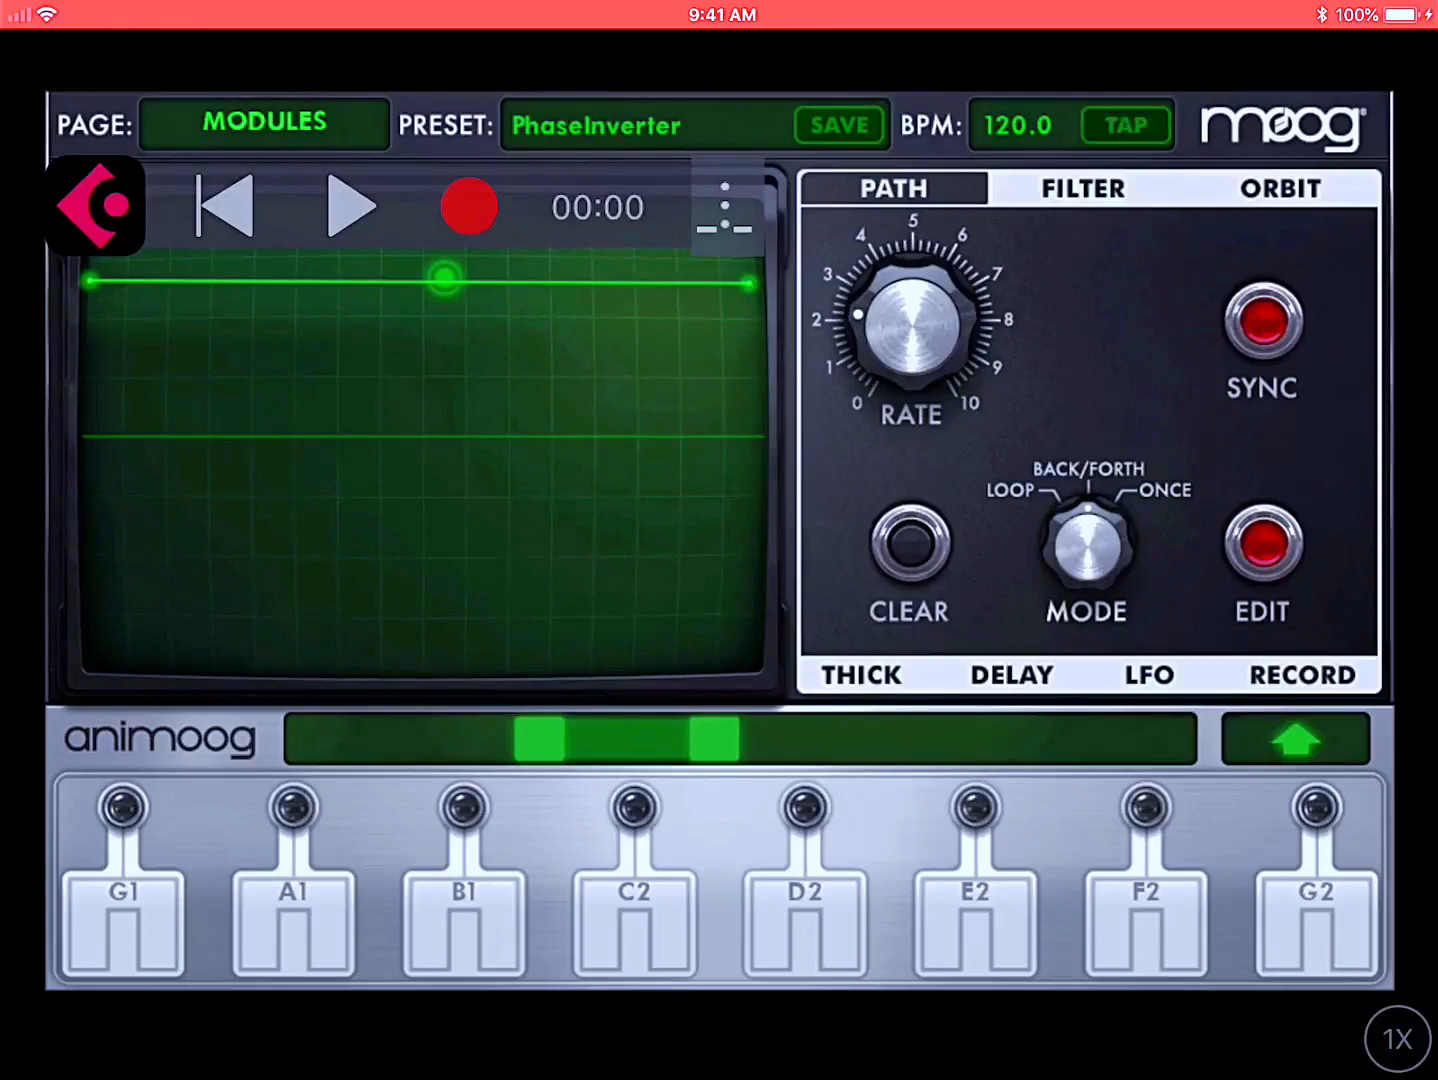 9:41 AM
100%
PAGE: MODULES PRESET: PhaseInverter SAVE BPM: 120.0 TAP moog
00:00
PATH FILTER ORBIT
0 1 2 3 4 5 6 7 8 9 10
RATE
SYNC
BACK/FORTH
LOOP ONCE
CLEAR MODE EDIT
THICK DELAY LFO RECORD
animoog
G1 A1 B1 C2 D2 E2 F2 G2
1X